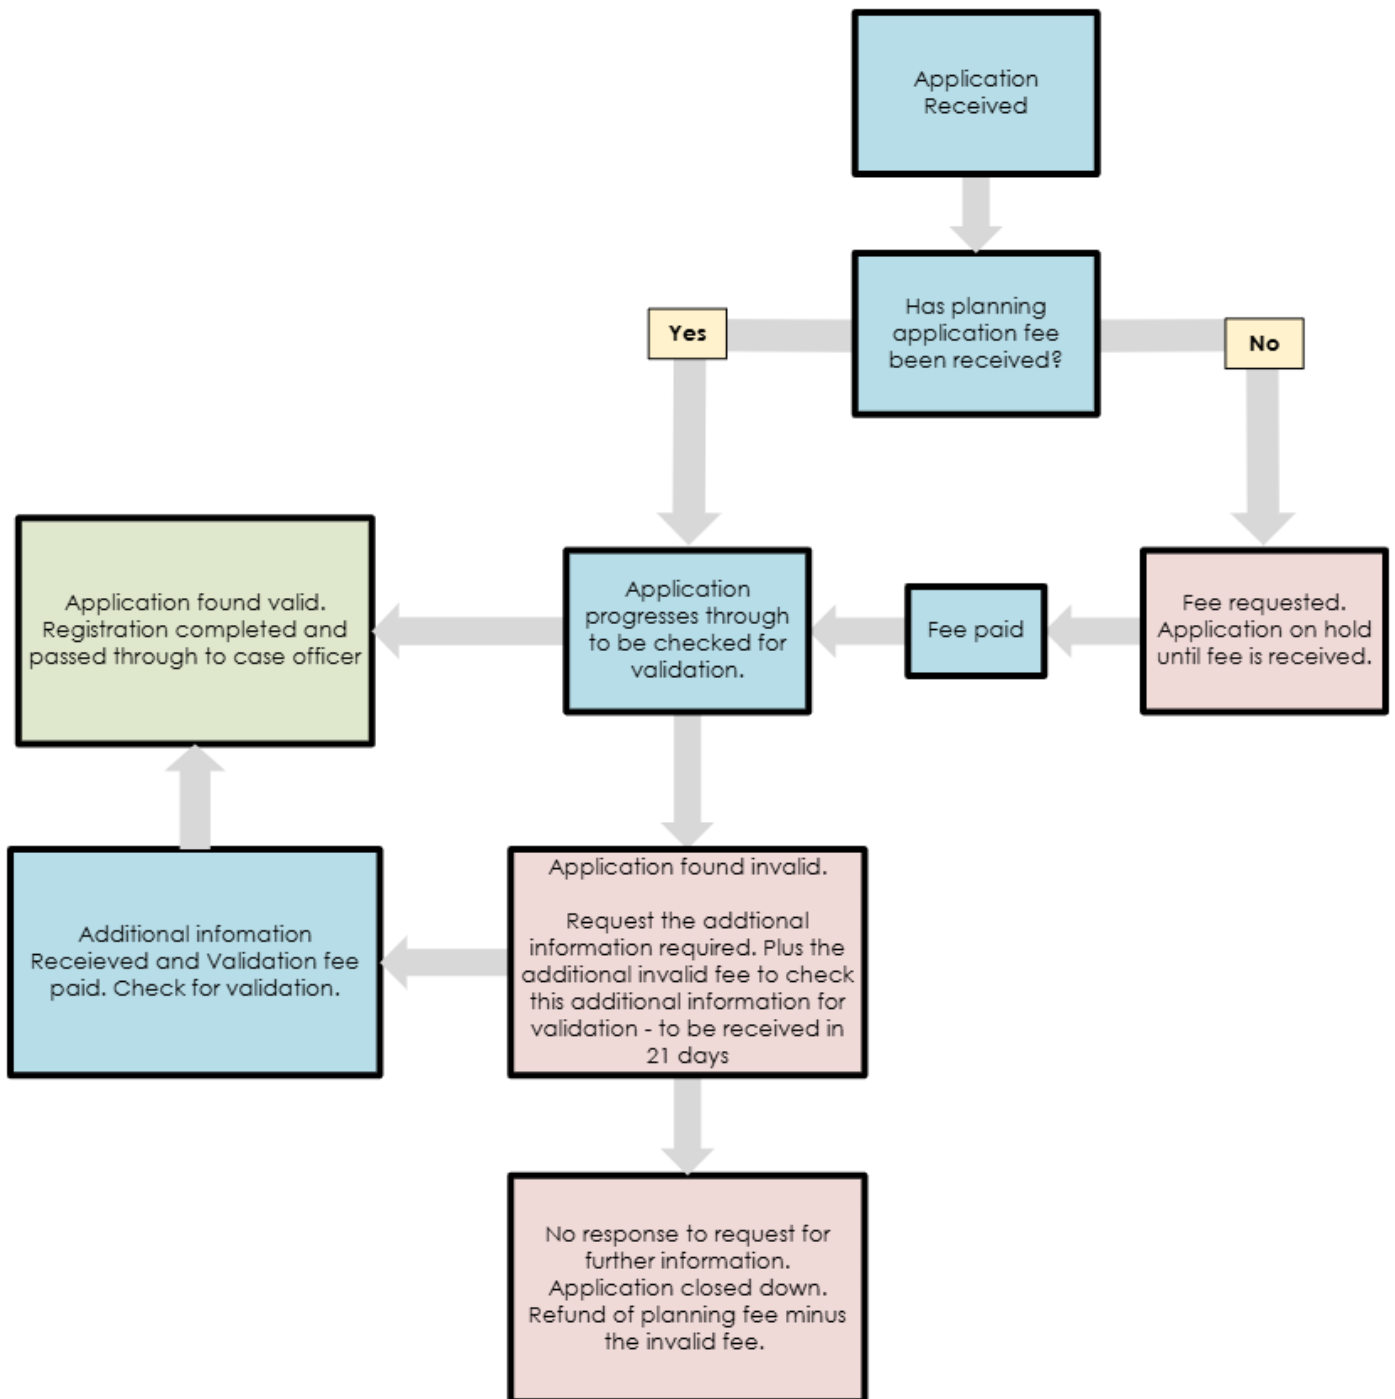 Application
Received
Has planning
application fee
been received?
Yes
No
Application found valid.
Registration completed and
passed through to case officer
Application
progresses through
to be checked for
validation.
Fee paid
Fee requested.
Application on hold
until fee is received.
Additional infomation
Receieved and Validation fee
paid. Check for validation.
Application found invalid.
Request the addtional
information required. Plus the
additional invalid fee to check
this additional information for
validation - to be received in
21 days
No response to request for
further information.
Application closed down.
Refund of planning fee minus
the invalid fee.